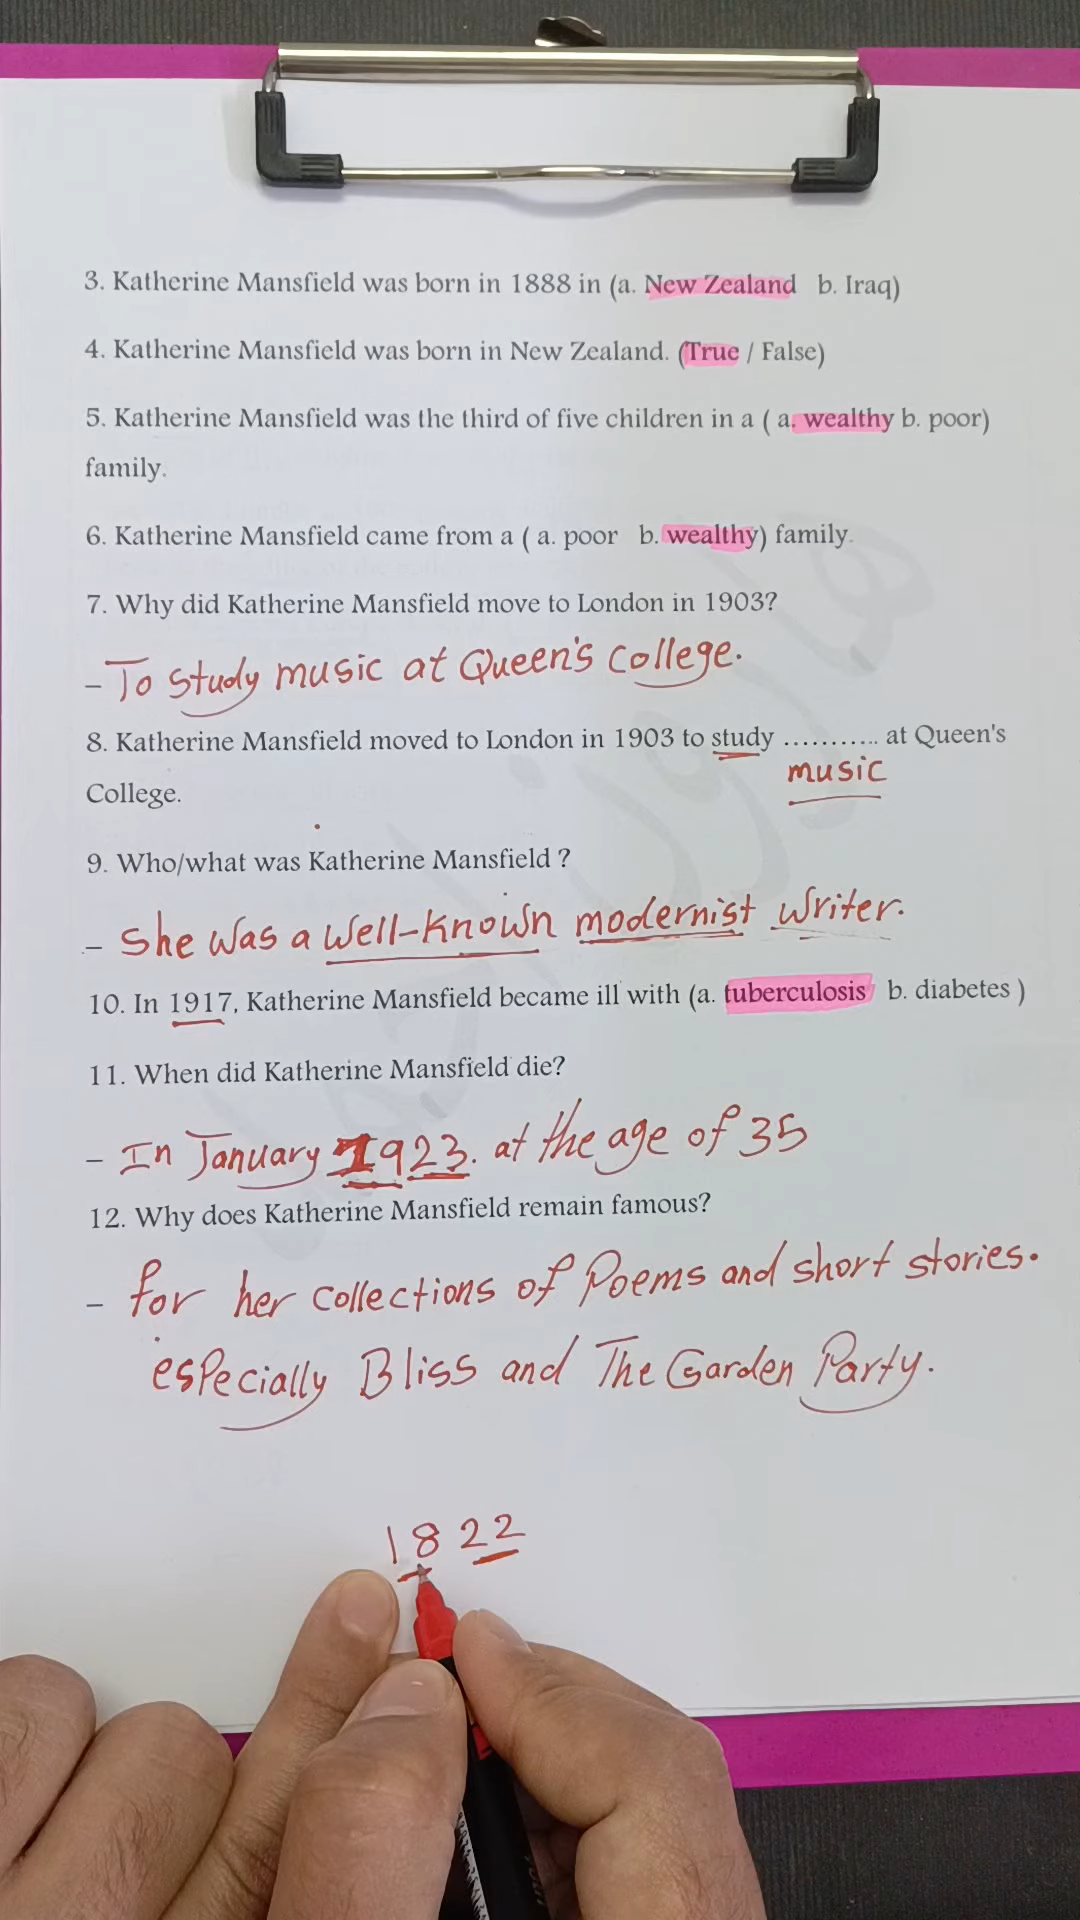 3. Katherine Mansfield was born in 1888 in (a. New Zealand b. Iraq)
4. Katherine Mansfield was born in New Zealand. (True / False)
5. Katherine Mansfield was the third of five children in a ( a. wealthy b. poor)
family.
6. Katherine Mansfield came from a ( a. poor b. wealthy) family.
7. Why did Katherine Mansfield move to London in 1903?
- To study music at Queen's College.
8. Katherine Mansfield moved to London in 1903 to study ........... at Queen's
music
College.
9. Who/what was Katherine Mansfield ?
- She was a well-known modernist writer.
10. In 1917, Katherine Mansfield became ill with (a. tuberculosis b. diabetes )
11. When did Katherine Mansfield die?
- In January 1923. at the age of 35
12. Why does Katherine Mansfield remain famous?
- for her collections of Poems and short stories.
especially Bliss and The Garden Party.
18 22